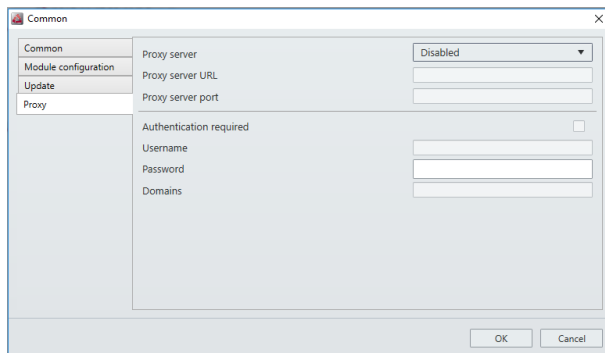 Common
Common
Module configuration
Update
Proxy
Proxy server
Disabled
Proxy server URL
Proxy server port
Authentication required
Username
Password
Domains
OK
Cancel